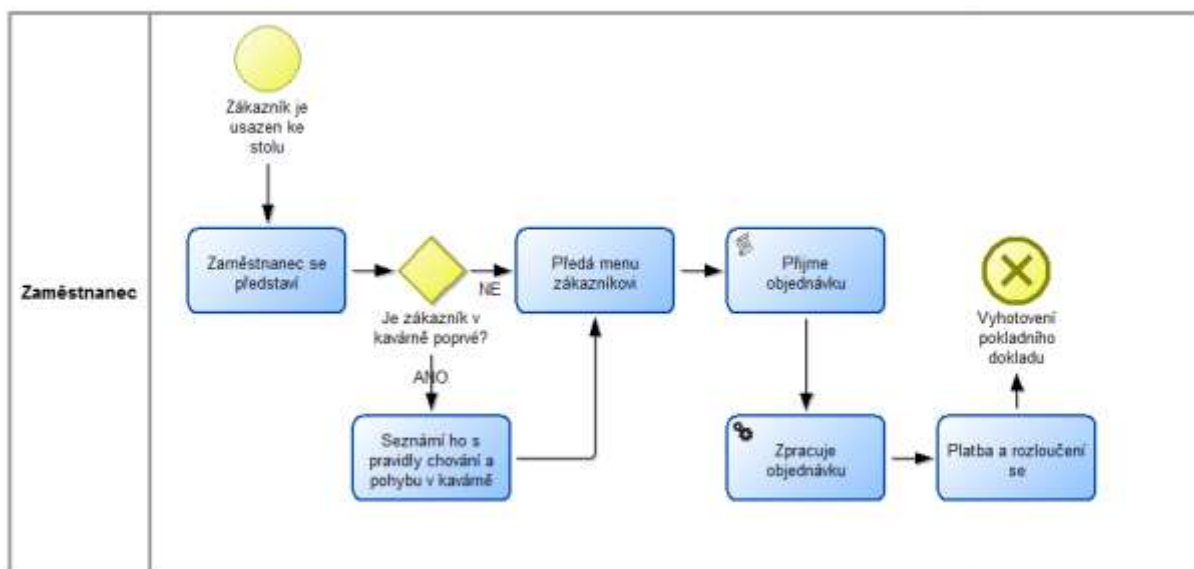 Zaměstnanec
Zákazník je
usazen ke
stolu
Zaměstnanec se
představí
Je zákazník v
kavárně poprvé?
NE
ANO
Seznámí ho s
pravidly chování a
pohybu v kavárně
Předá menu
zákazníkovi
Přijme
objednávku
Zpracuje
objednávku
Platba a rozloučení
se
Vyhotovení
pokladního
dokladu